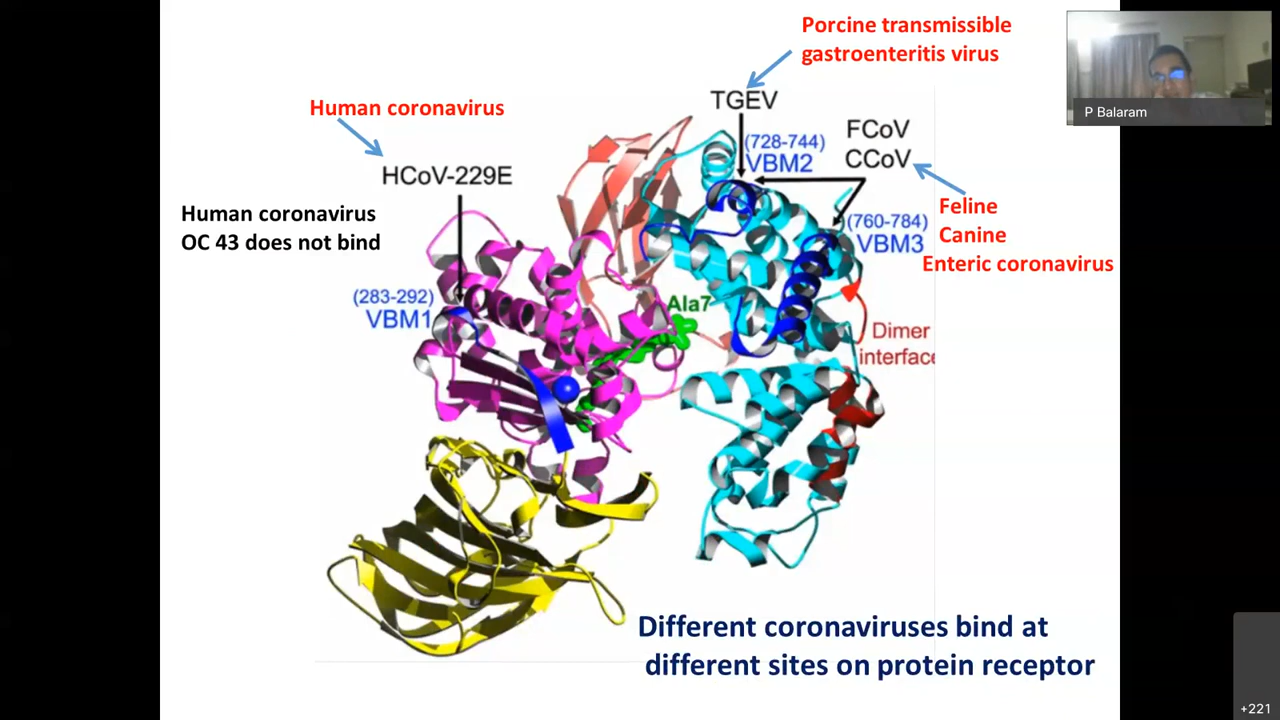 Porcine transmissible
gastroenteritis virus
P Balaram
Human coronavirus
TGEV
FCoV
CCoV
(728-744)
VBM2
HCoV-229E
Human coronavirus
OC 43 does not bind
Feline
Canine
Enteric coronavirus
(760-784)
VBM3
(283-292)
VBM1
Ala7
Dimer
interface
Different coronaviruses bind at
different sites on protein receptor
+221